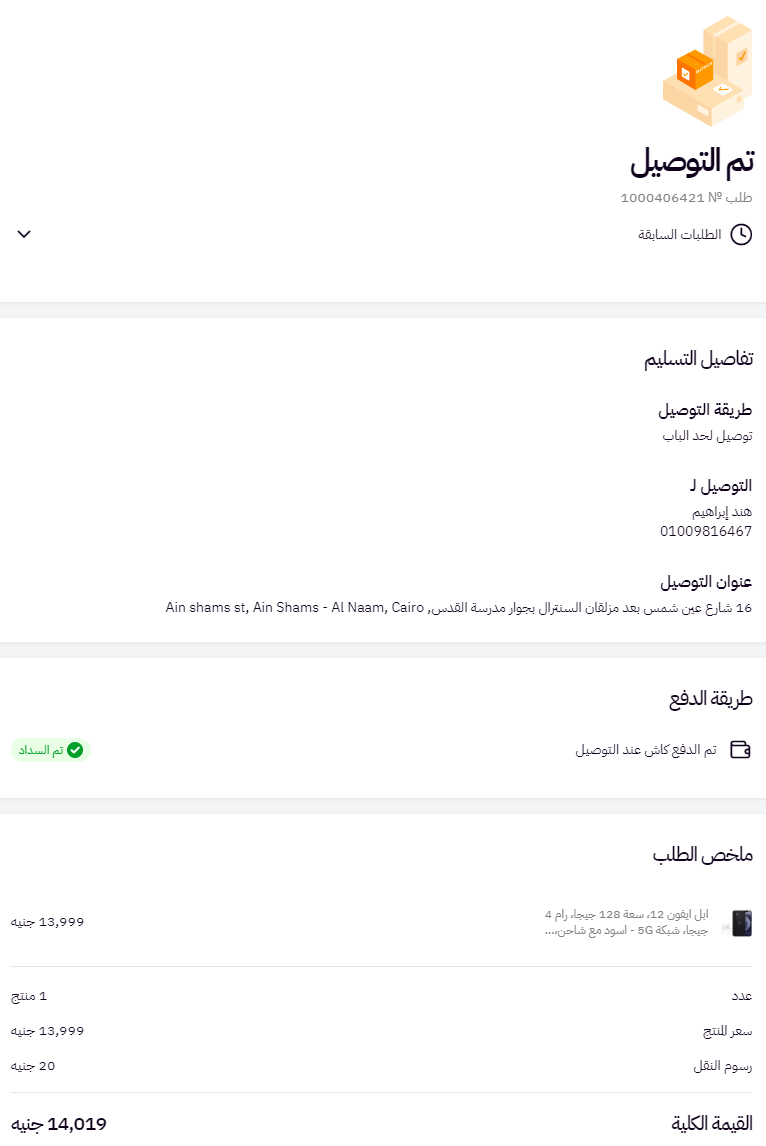 تم التوصيل
طلب № 1000406421
الطلبات السابقة
تفاصيل التسليم
طريقة التوصيل
توصيل لحد الباب
التوصيل لـ
هند إبراهيم
01009816467
عنوان التوصيل
16 شارع عين شمس بعد مزلقان السنترال بجوار مدرسة القدس, Ain shams st, Ain Shams - Al Naam, Cairo
طريقة الدفع
تم الدفع كاش عند التوصيل
تم السداد
ملخص الطلب
ابل ايفون 12، سعة 128 جيجا، رام 4
جيجا، شبكة 5G - اسود مع شاحن،...
13,999 جنيه
عدد
1 منتج
سعر المنتج
13,999 جنيه
رسوم النقل
20 جنيه
القيمة الكلية
14,019 جنيه